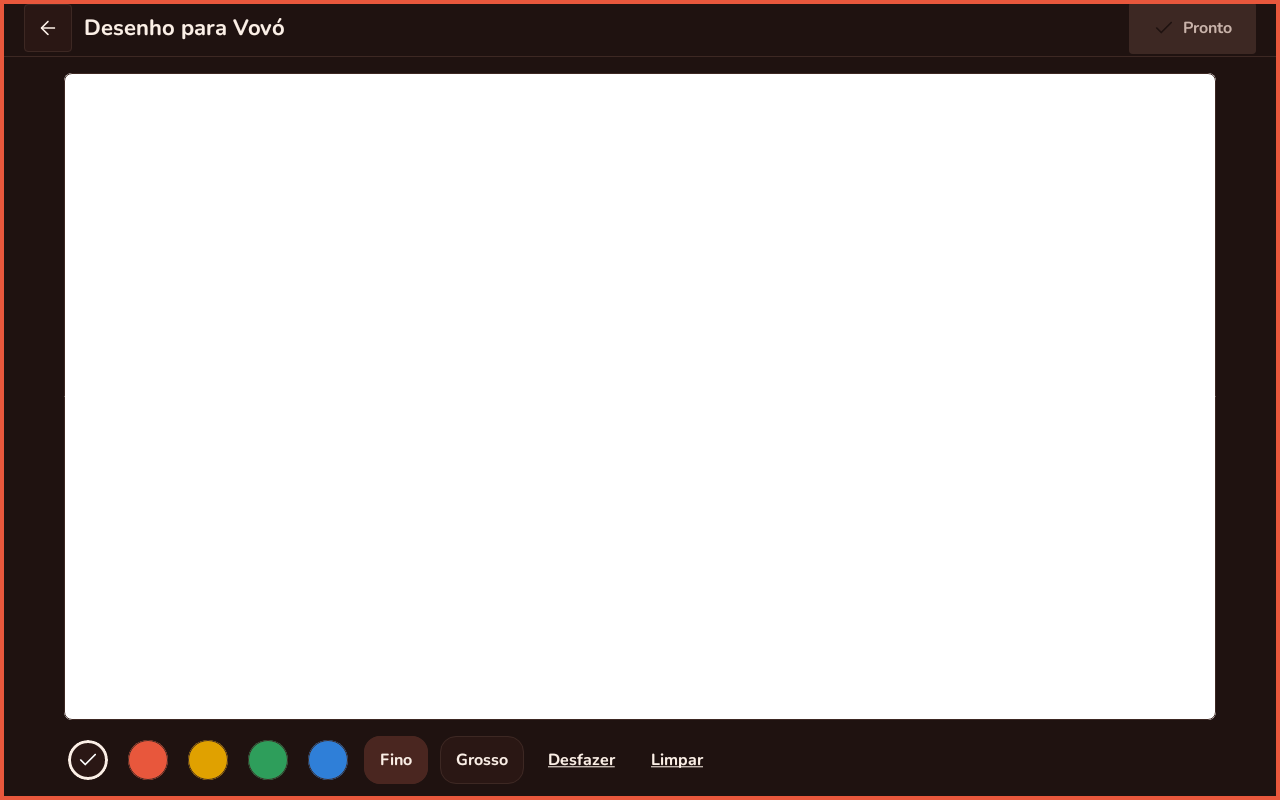 Desenho para Vovó
Pronto
Fino
Grosso
Desfazer
Limpar